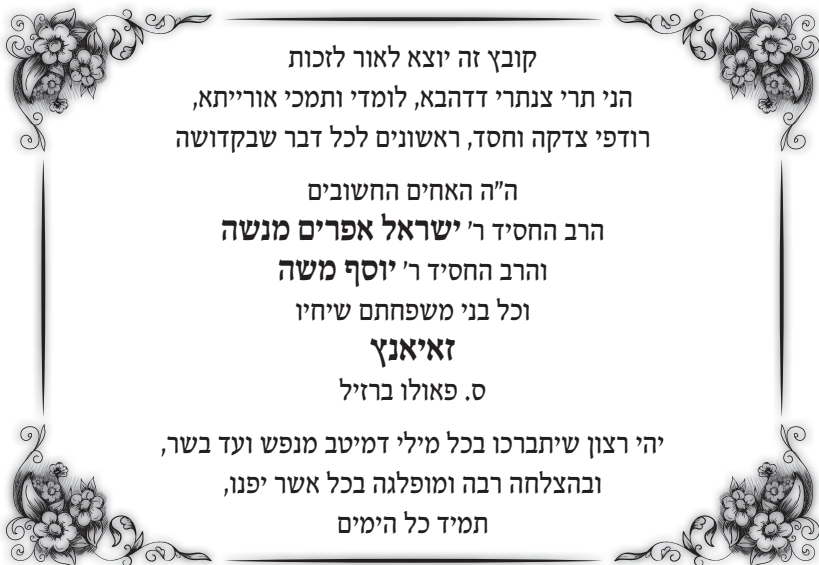 קובץ זה יוצא לאור לזכות
הני תרי צנתרי דדהבא, לומדי ותמכי אורייתא,
רודפי צדקה וחסד, ראשונים לכל דבר שבקדושה
ה"ה האחים החשובים
הרב החסיד ר' ישראל אפרים מנשה
והרב החסיד ר' יוסף משה
וכל בני משפחתם שיחיו
זאיאנץ
ס. פאולו ברזיל
יהי רצון שיתברכו בכל מילי דמיטב מנפש ועד בשר,
ובהצלחה רבה ומופלגה בכל אשר יפנו,
תמיד כל הימים